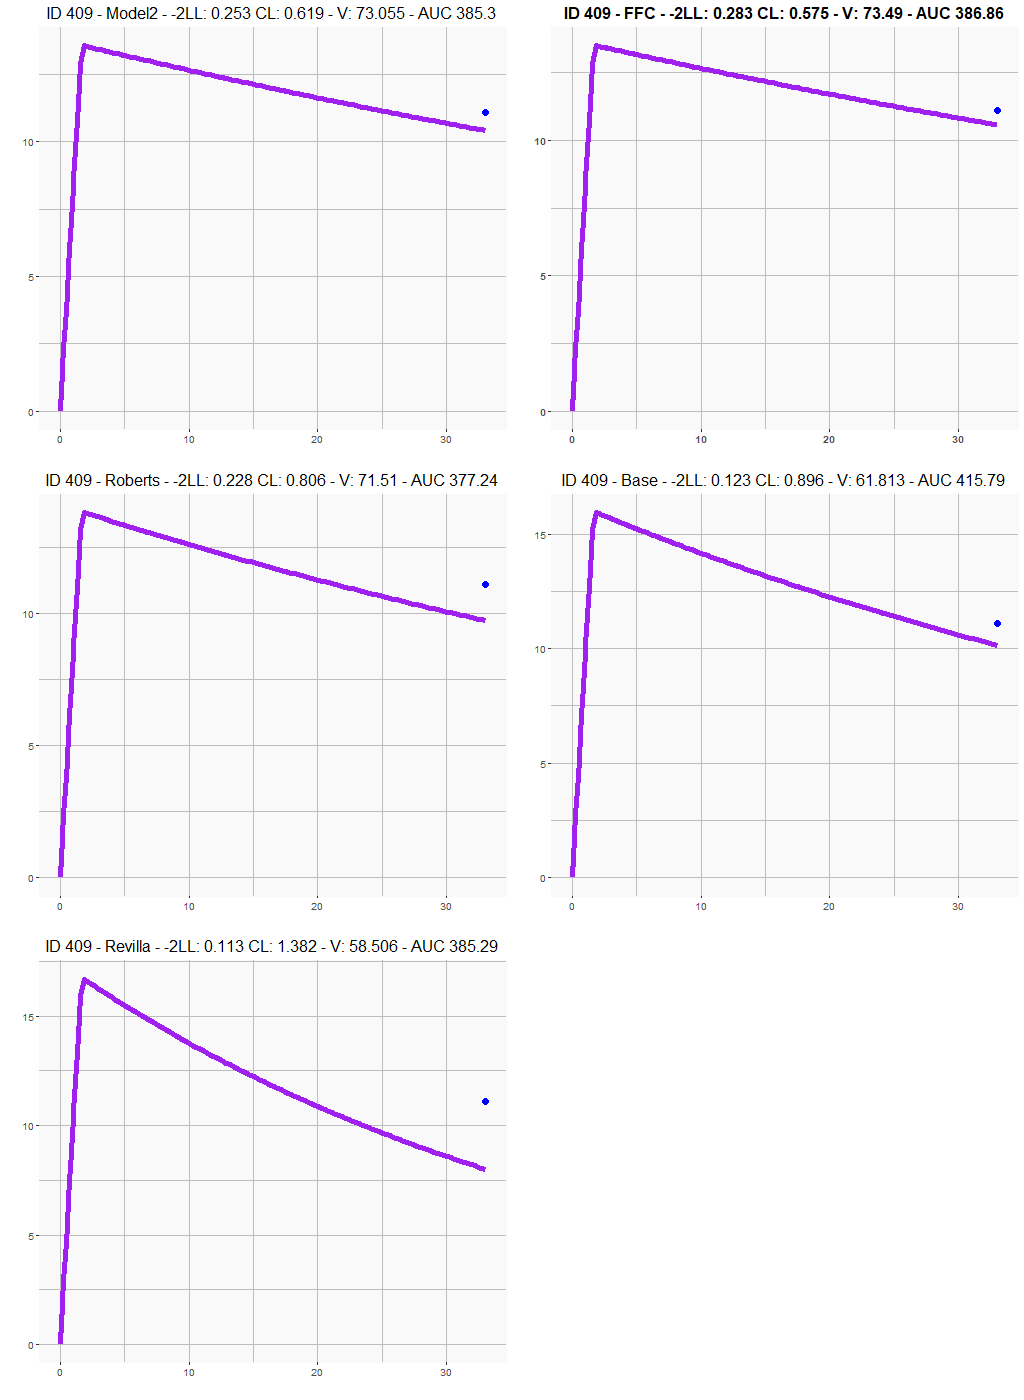 ID 409 - Model2 - -2LL: 0.253 CL: 0.619 - V: 73.055 - AUC 385.3
10
5
0
0 10 20 30
ID 409 - FFC - -2LL: 0.283 CL: 0.575 - V: 73.49 - AUC 386.86
10
5
0
0 10 20 30
ID 409 - Roberts - -2LL: 0.228 CL: 0.806 - V: 71.51 - AUC 377.24
10
5
0
0 10 20 30
ID 409 - Base - -2LL: 0.123 CL: 0.896 - V: 61.813 - AUC 415.79
15
10
5
0
0 10 20 30
ID 409 - Revilla - -2LL: 0.113 CL: 1.382 - V: 58.506 - AUC 385.29
15
10
5
0
0 10 20 30